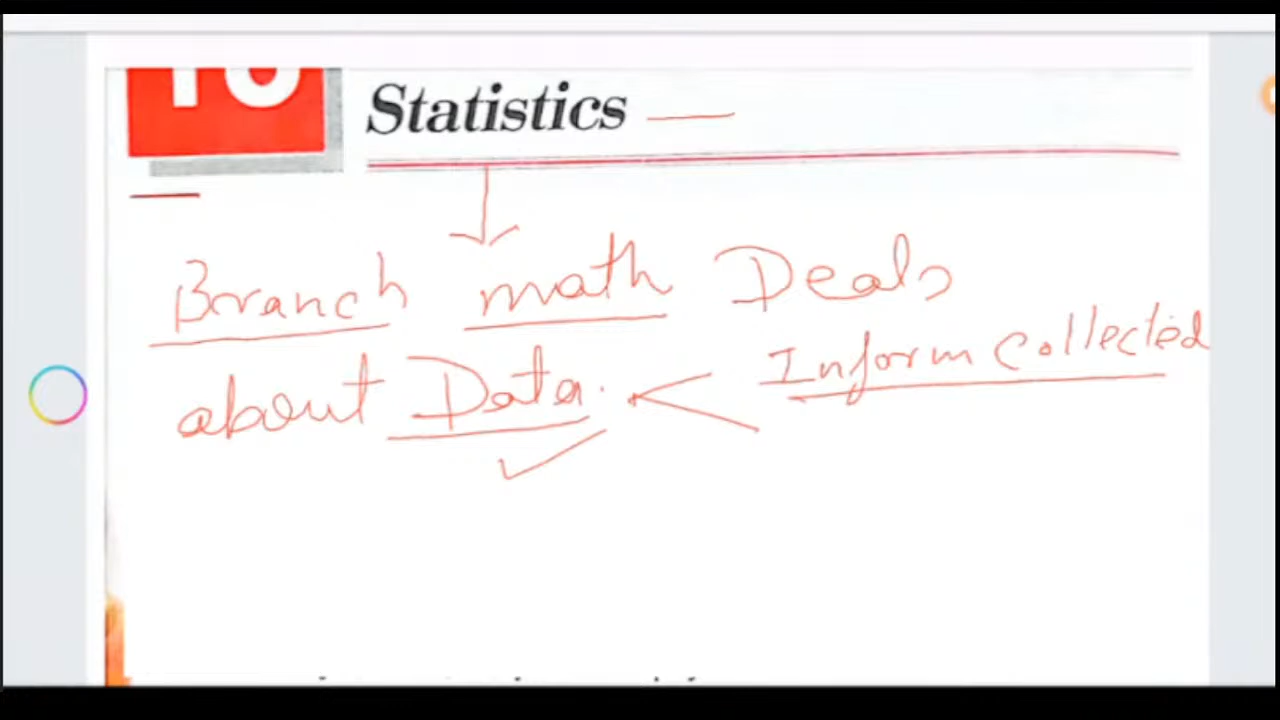 Statistics
Branch math Deals
about Data.
Inform collected